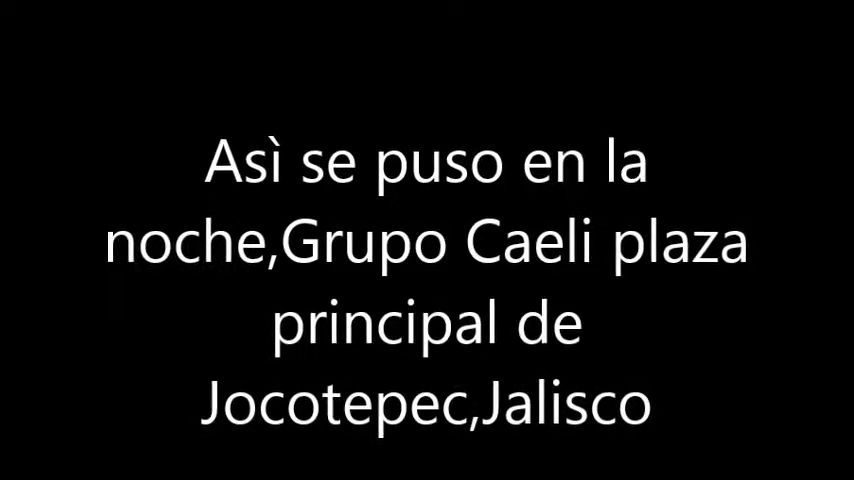 Asì se puso en la
noche,Grupo Caeli plaza
principal de
Jocotepec,Jalisco